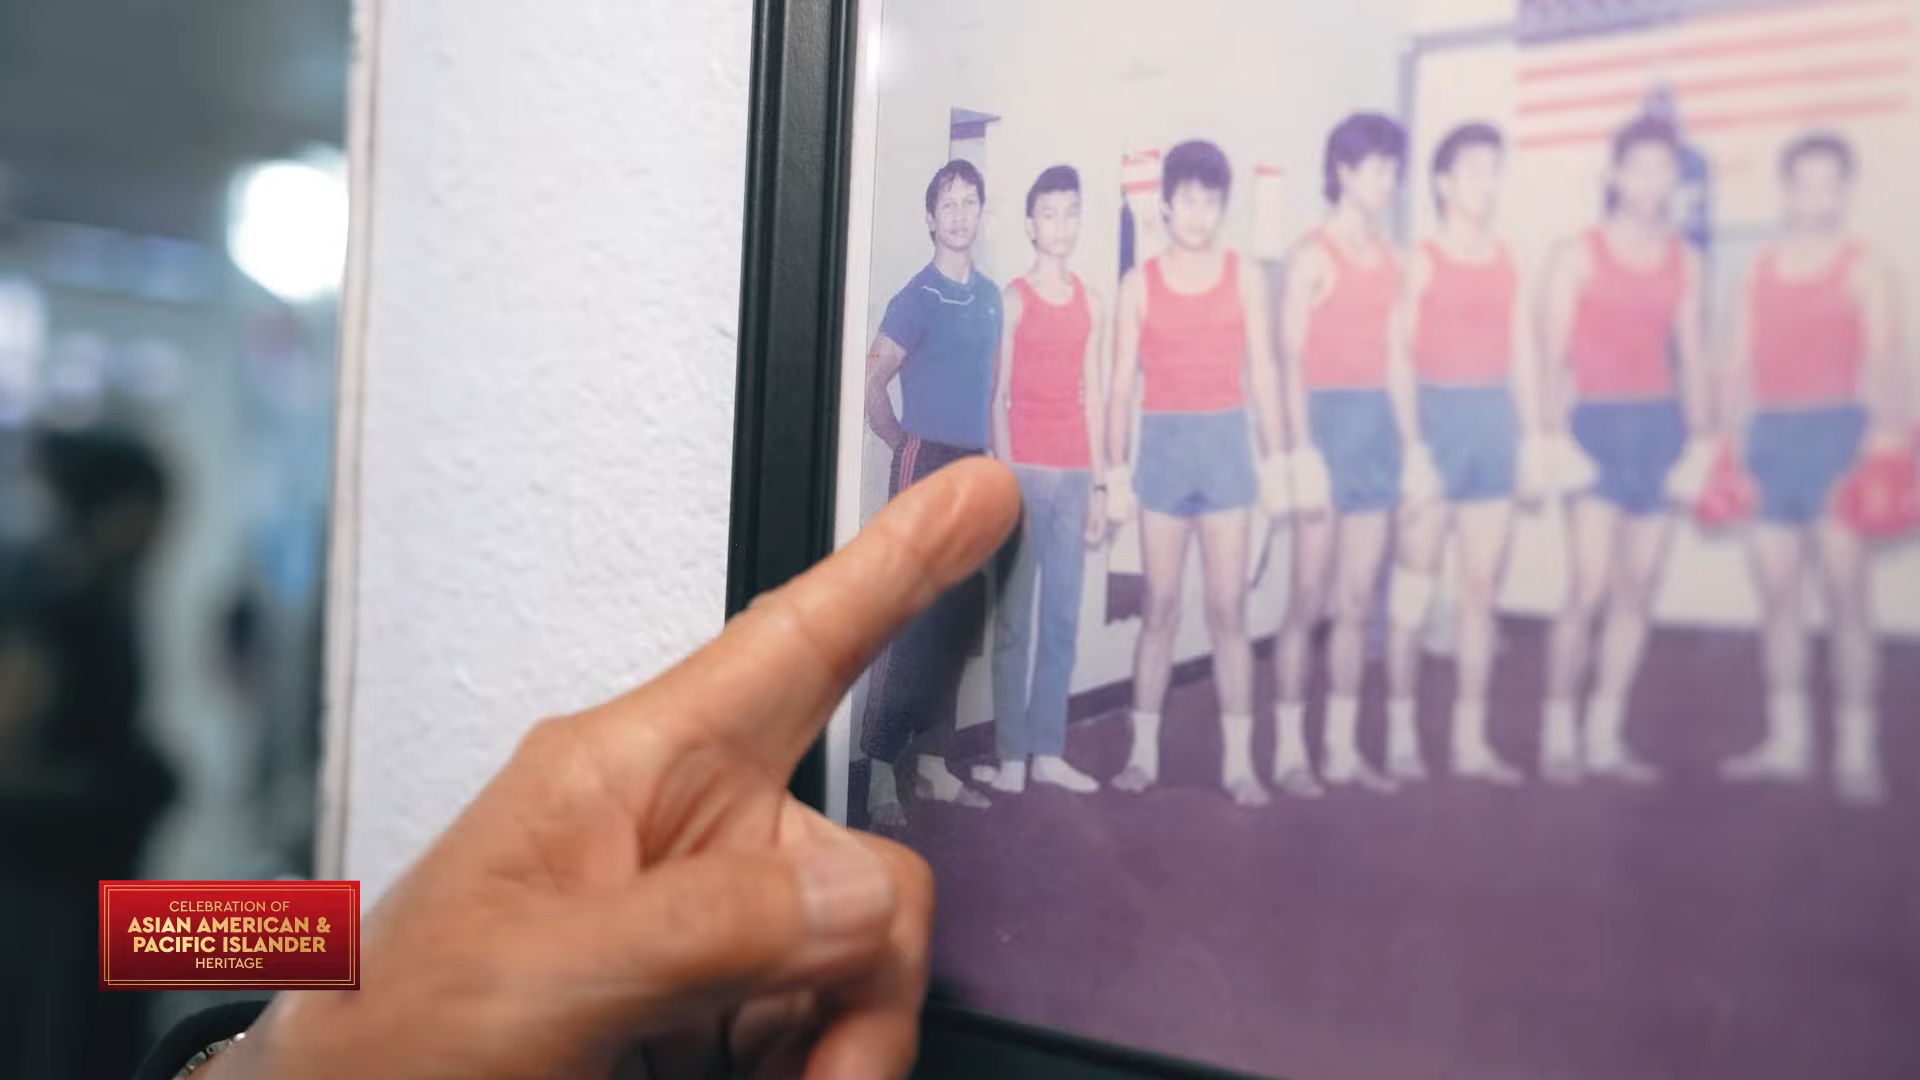 CELEBRATION OF
ASIAN AMERICAN &
PACIFIC ISLANDER
HERITAGE